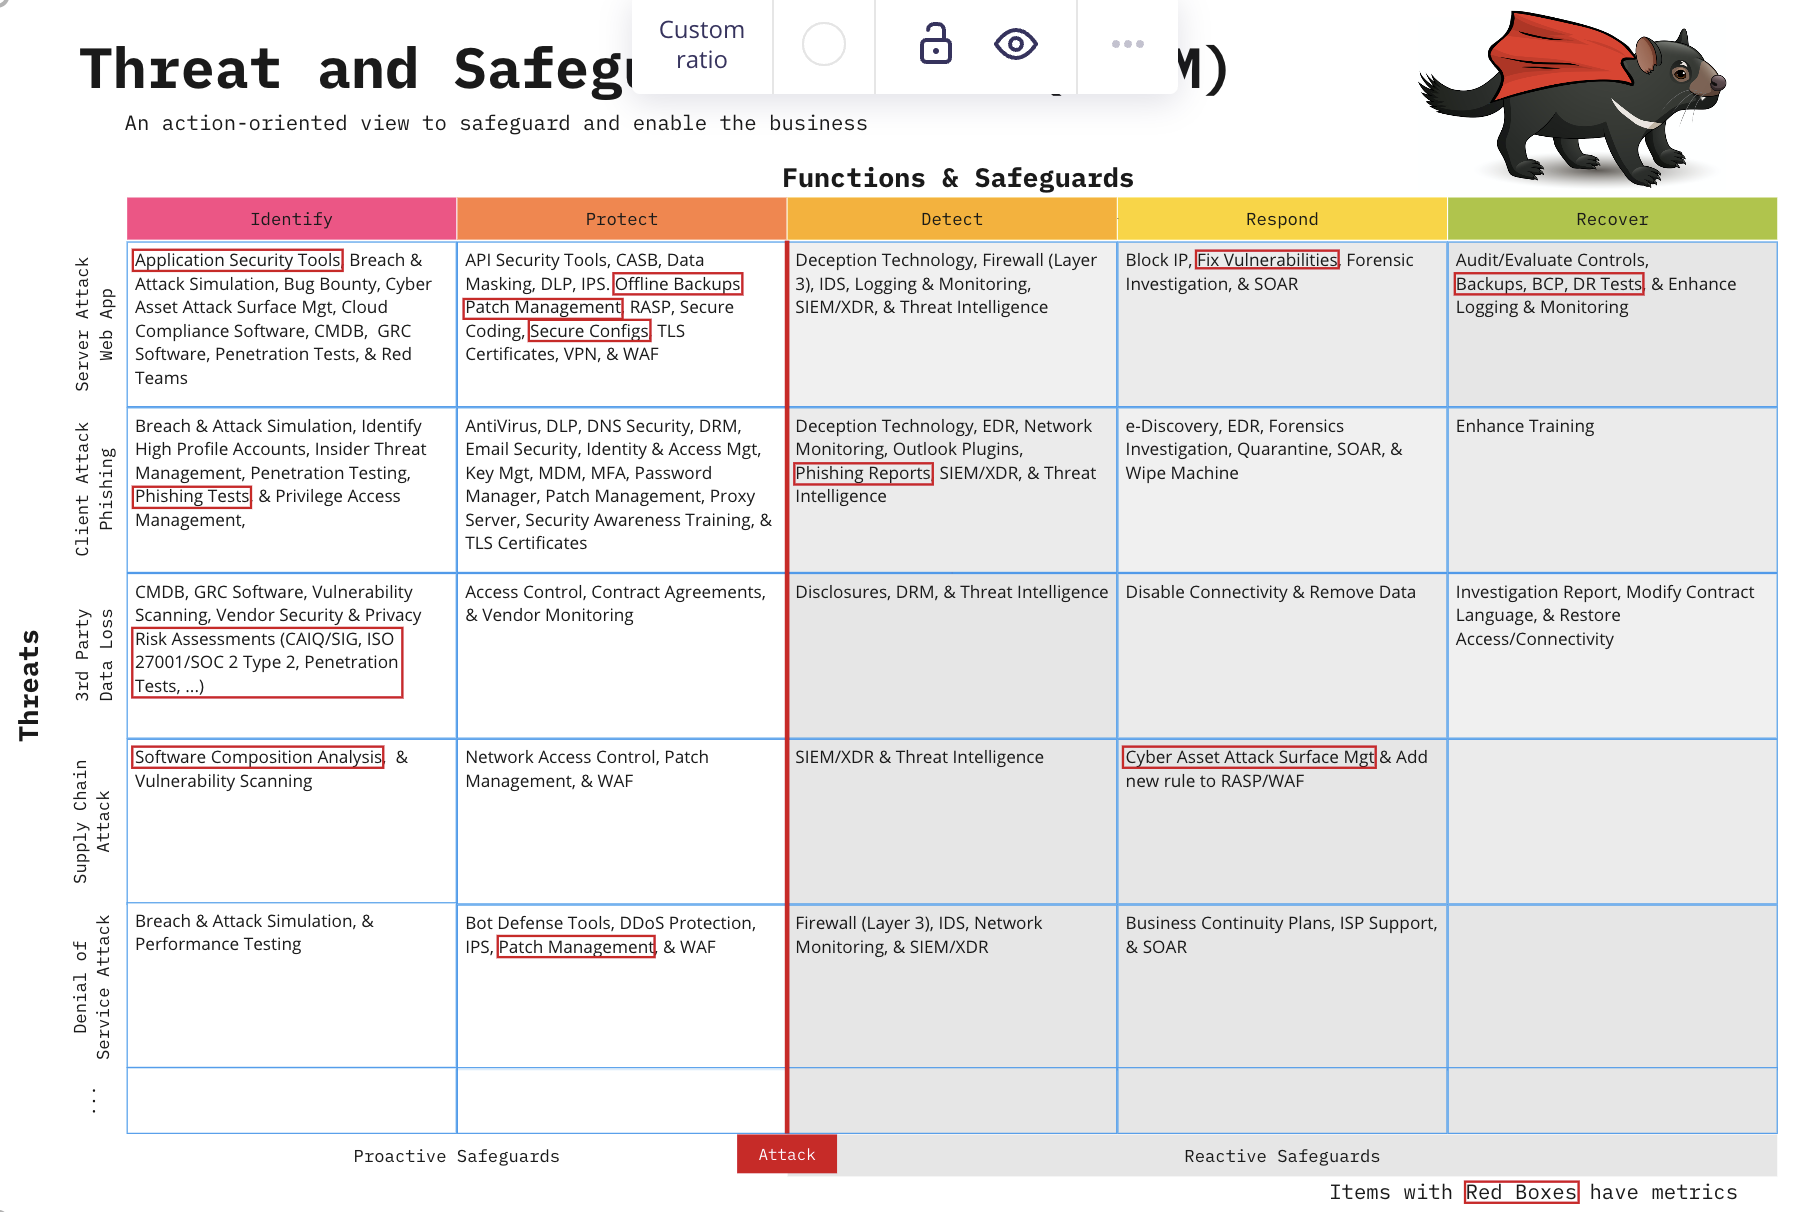 Custom
ratio
Threat and Safeg
M)
An action-oriented view to safeguard and enable the business
Functions & Safeguards
Identify
Protect
Detect
Respond
Recover
Threats
Server Attack
Web App
Application Security Tools, Breach &
Attack Simulation, Bug Bounty, Cyber
Asset Attack Surface Mgt, Cloud
Compliance Software, CMDB, GRC
Software, Penetration Tests, & Red
Teams
API Security Tools, CASB, Data
Masking, DLP, IPS. Offline Backups
Patch Management, RASP, Secure
Coding, Secure Configs, TLS
Certificates, VPN, & WAF
Deception Technology, Firewall (Layer
3), IDS, Logging & Monitoring,
SIEM/XDR, & Threat Intelligence
Block IP, Fix Vulnerabilities, Forensic
Investigation, & SOAR
Audit/Evaluate Controls,
Backups, BCP, DR Tests, & Enhance
Logging & Monitoring
Client Attack
Phishing
Breach & Attack Simulation, Identify
High Profile Accounts, Insider Threat
Management, Penetration Testing,
Phishing Tests, & Privilege Access
Management,
AntiVirus, DLP, DNS Security, DRM,
Email Security, Identity & Access Mgt,
Key Mgt, MDM, MFA, Password
Manager, Patch Management, Proxy
Server, Security Awareness Training, &
TLS Certificates
Deception Technology, EDR, Network
Monitoring, Outlook Plugins,
Phishing Reports, SIEM/XDR, & Threat
Intelligence
e-Discovery, EDR, Forensics
Investigation, Quarantine, SOAR, &
Wipe Machine
Enhance Training
3rd Party
Data Loss
CMDB, GRC Software, Vulnerability
Scanning, Vendor Security & Privacy
Risk Assessments (CAIQ/SIG, ISO
27001/SOC 2 Type 2, Penetration
Tests, ...)
Access Control, Contract Agreements,
& Vendor Monitoring
Disclosures, DRM, & Threat Intelligence
Disable Connectivity & Remove Data
Investigation Report, Modify Contract
Language, & Restore
Access/Connectivity
Supply Chain
Attack
Software Composition Analysis, &
Vulnerability Scanning
Network Access Control, Patch
Management, & WAF
SIEM/XDR & Threat Intelligence
Cyber Asset Attack Surface Mgt & Add
new rule to RASP/WAF
Denial of
Service Attack
Breach & Attack Simulation, &
Performance Testing
Bot Defense Tools, DDoS Protection,
IPS, Patch Management, & WAF
Firewall (Layer 3), IDS, Network
Monitoring, & SIEM/XDR
Business Continuity Plans, ISP Support,
& SOAR
...
Proactive Safeguards
Attack
Reactive Safeguards
Items with Red Boxes have metrics